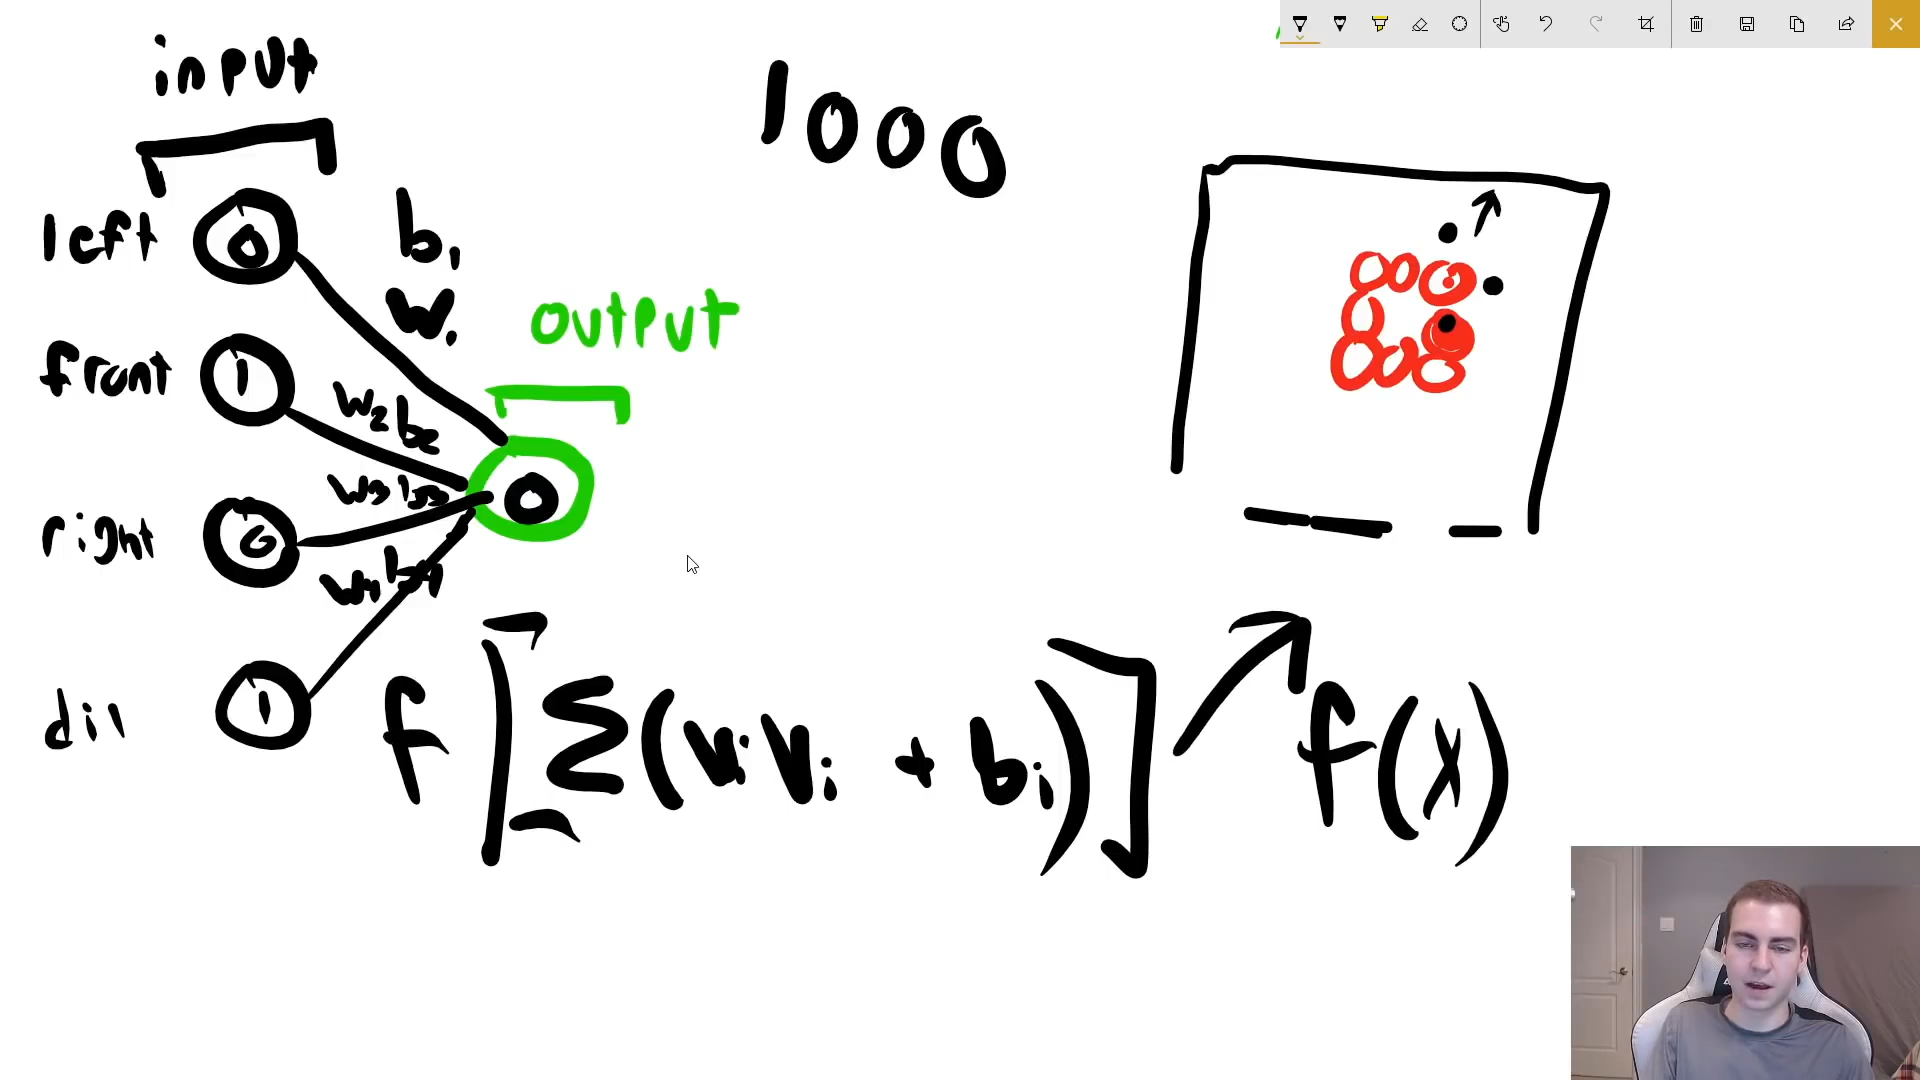 input
1000
left 0
b1
w1
output
front 1
w2 b2
w3 b3
0
right 0
w4 b4
dil 1
f [ Σ(wi vi + bi) ] f(x)